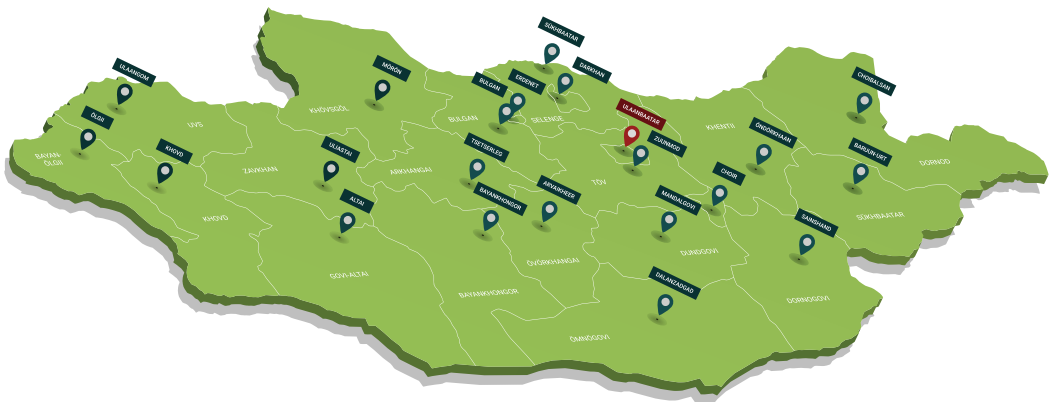 SÜKHBAATAR
ULAANGOM
MÖRÖN
DARKHAN
ERDENET
BULGAN
CHOIBALSAN
ÖLGII
KHÖVSGÖL
UVS
BULGAN
SELENGE
ULAANBAATAR
KHENTII
ÖNDÖRKHAAN
ZUUNMOD
TSETSERLEG
ULIASTAI
KHOVD
BARUUN-URT
BAYAN
ÖLGII
ZAVKHAN
ARKHANGAI
TÖV
CHOIR
DORNOD
ALTAI
BAYANKHONGOR
ARVAIKHEER
MANDALGOVI
KHOVD
SÜKHBAATAR
SAINSHAND
DUNDGOVI
ÖVÖRKHANGAI
GOVI-ALTAI
DALANZADGAD
BAYANKHONGOR
DORNOGOVI
ÖMNÖGOVI